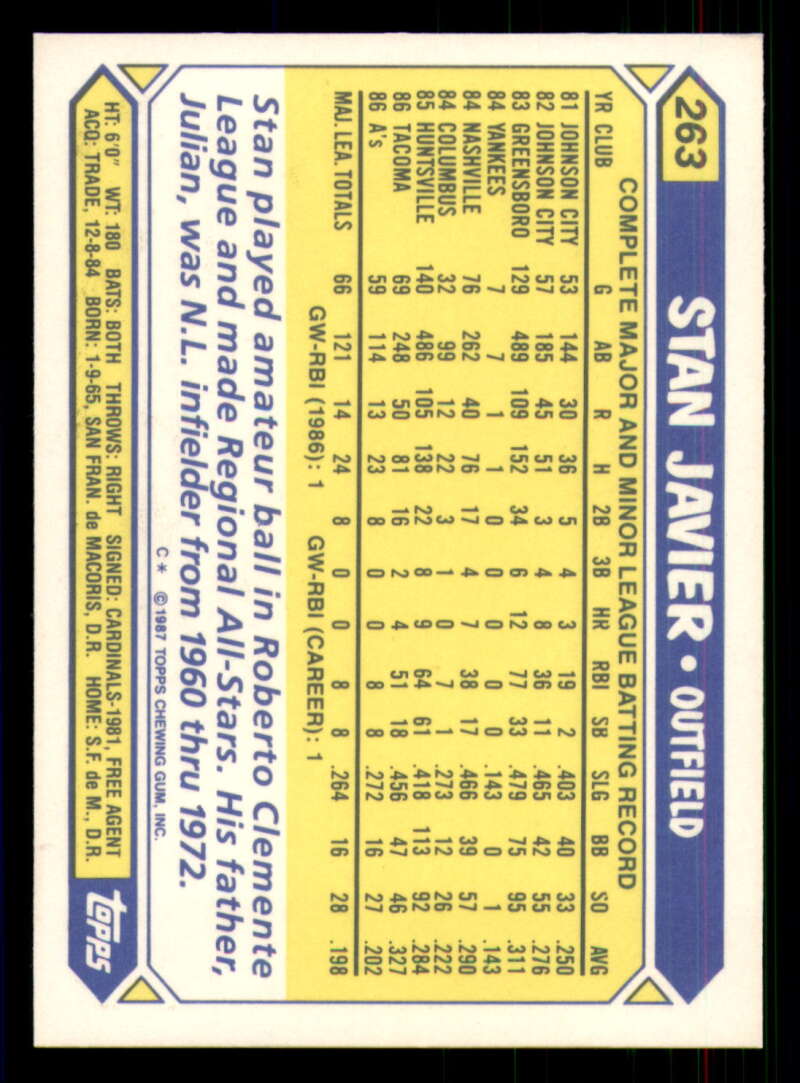 263
STAN JAVIER • OUTFIELD
COMPLETE MAJOR AND MINOR LEAGUE BATTING RECORD
YR CLUB G AB R H 2B 3B HR RBI SB SLG BB SO AVG
81 JOHNSON CITY 53 144 30 36 5 4 3 19 2 .403 40 33 .250
82 JOHNSON CITY 57 185 45 51 3 4 8 36 11 .465 42 55 .276
83 GREENSBORO 129 489 109 152 34 6 12 77 33 .479 75 95 .311
84 YANKEES 7 7 1 1 0 0 0 0 0 .143 0 1 .143
84 NASHVILLE 76 262 40 76 17 4 7 38 17 .466 39 57 .290
84 COLUMBUS 32 99 12 22 3 1 0 7 1 .273 12 26 .222
85 HUNTSVILLE 140 486 105 138 22 8 9 64 61 .418 113 92 .284
86 TACOMA 69 248 50 81 16 2 4 51 18 .456 47 46 .327
86 A's 59 114 13 23 8 0 0 8 8 .272 16 27 .202
MAJ. LEA. TOTALS 66 121 14 24 8 0 0 8 8 .264 16 28 .198
GW-RBI (1986): 1 GW-RBI (CAREER): 1
Stan played amateur ball in Roberto Clemente
League and made Regional All-Stars. His father,
Julian, was N.L. infielder from 1960 thru 1972.
C* ©1987 TOPPS CHEWING GUM, INC.
HT: 6'0" WT: 180 BATS: BOTH THROWS: RIGHT SIGNED: CARDINALS-1981, FREE AGENT
ACQ: TRADE, 12-8-84 BORN: 1-9-65, SAN FRAN. de MACORIS, D.R. HOME: S.F. de M., D.R.
topps